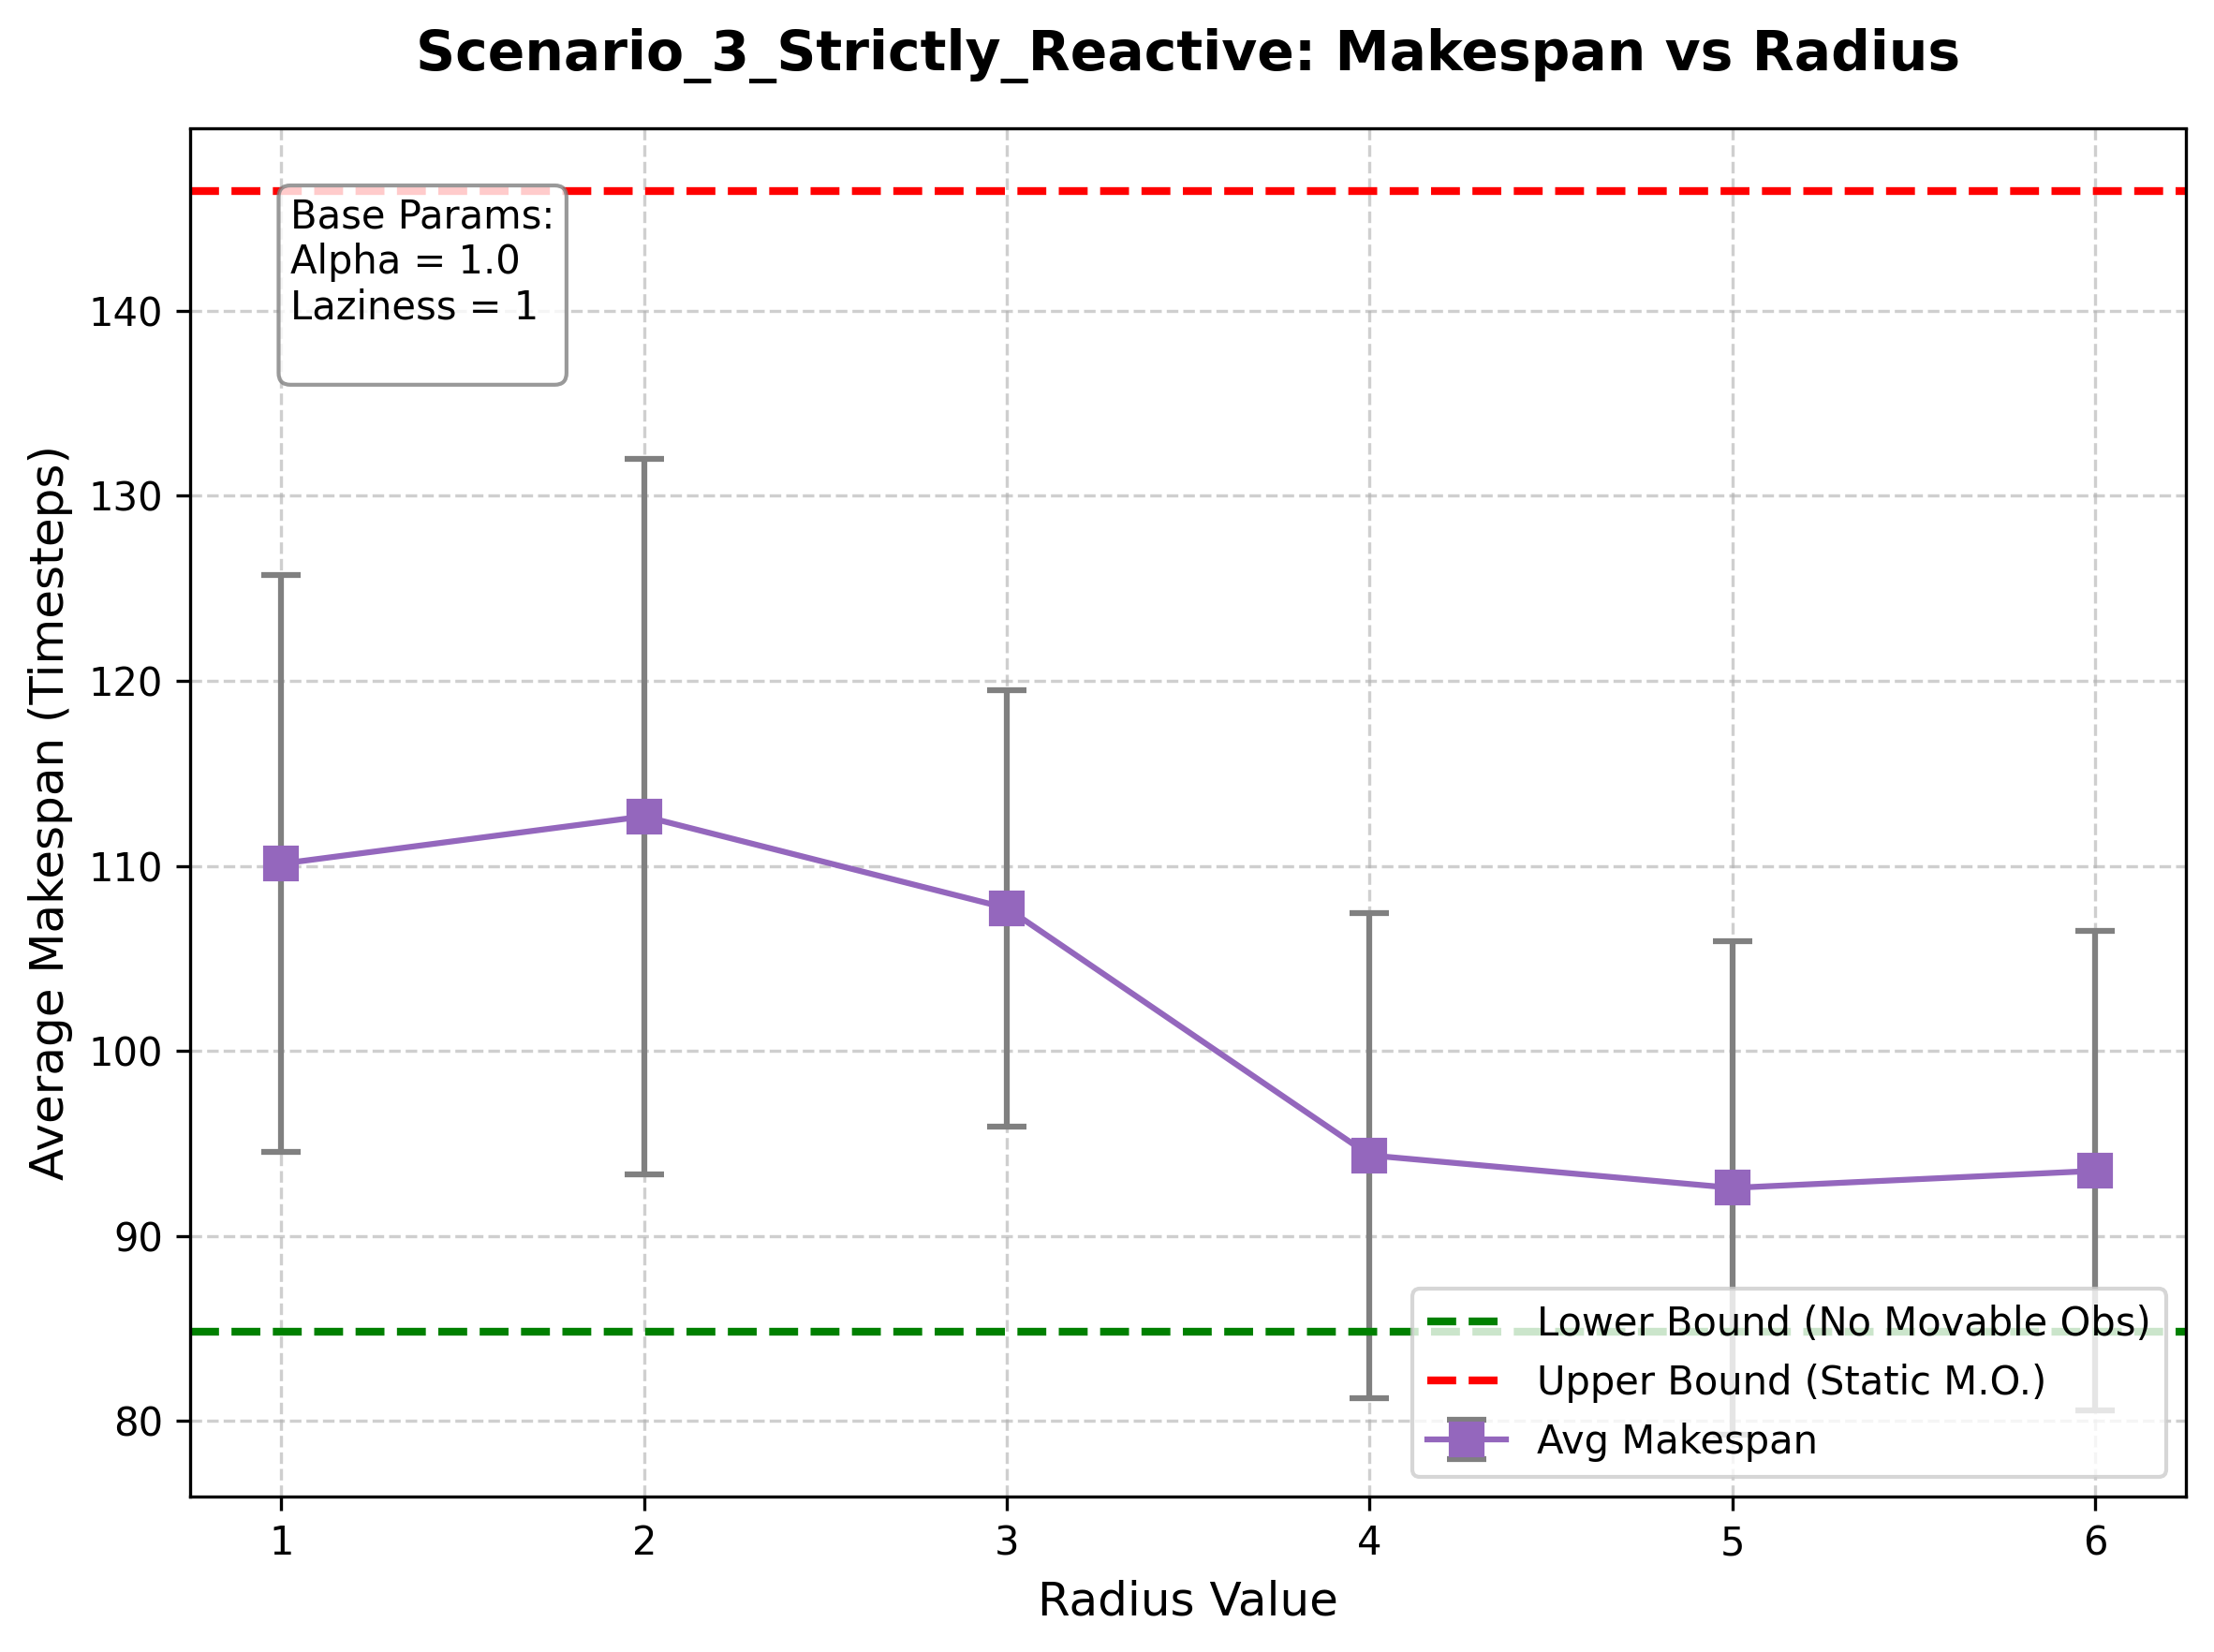 Scenario_3_Strictly_Reactive: Makespan vs Radius
Base Params:
Alpha = 1.0
Laziness = 1
Average Makespan (Timesteps)
140
130
120
110
100
90
80
Lower Bound (No Movable Obs)
Upper Bound (Static M.O.)
Avg Makespan
1 2 3 4 5 6
Radius Value